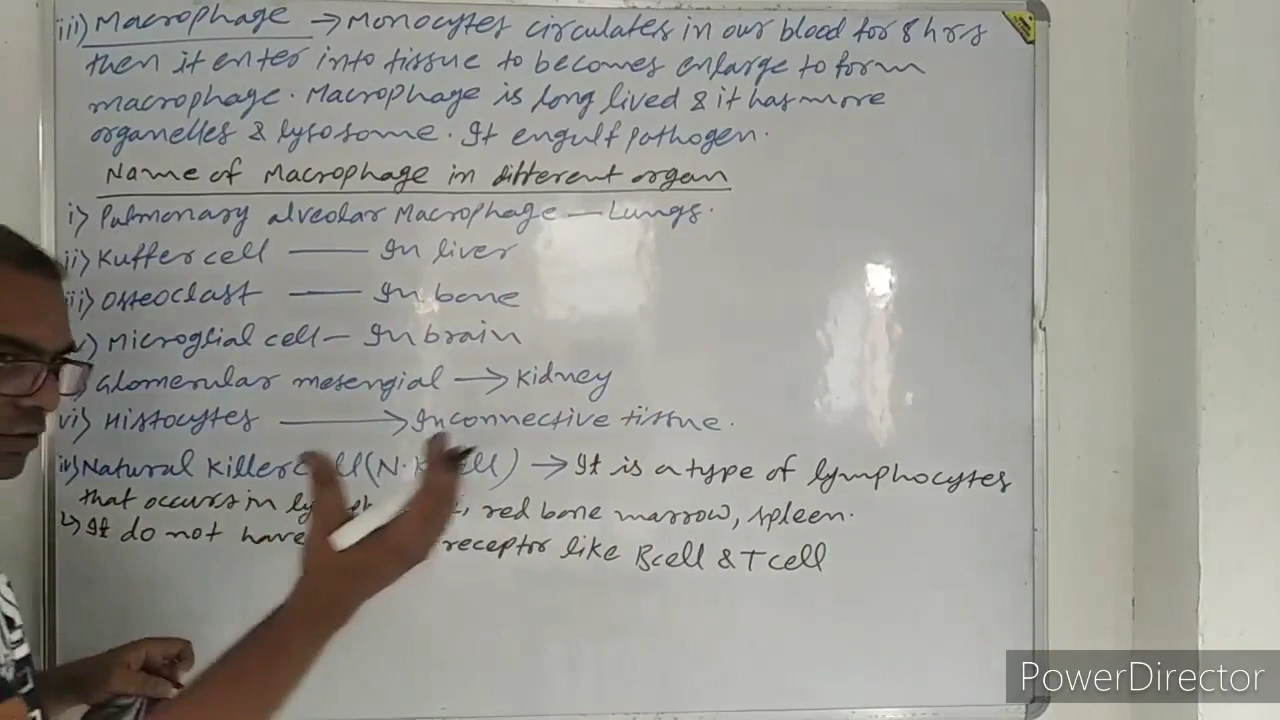 iii) Macrophage → Monocytes circulates in our blood for 8 hrs
then it enter into tissue to becomes enlarge to form
macrophage. Macrophage is long lived & it has more
organelles & lysosome. It engulf pathogen.
Name of Macrophage in different organ
i) Pulmonary alveolar Macrophage — Lungs.
ii) Kuffer cell — In liver
iii) Osteoclast — In bone
) Microglial cell — In brain
) Glomerular mesengial → Kidney
vi) Histocytes → In connective tissue.
iv) Natural Killer cell (N.K cell) → It is a type of lymphocytes
that occurs in red bone marrow, spleen.
↳ It do not have receptor like B cell & T cell
PowerDirector